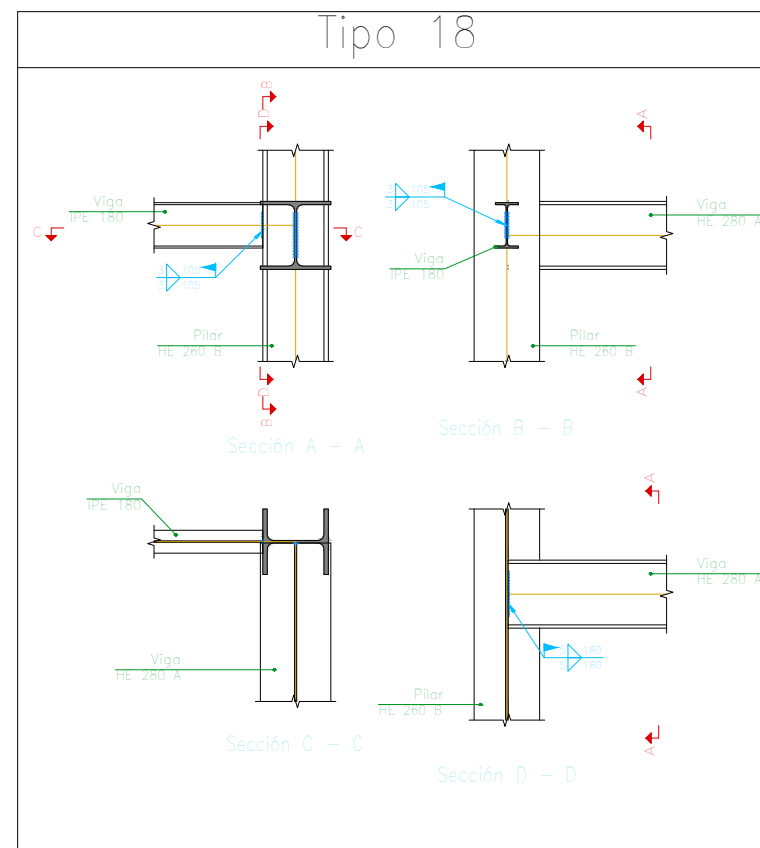 Tipo 18
B
D
Viga
IPE 180
C
C
3 105
3 105
Pilar
HE 260 B
D
B
Sección A - A
A
3 105
3 105
Viga
HE 280 A
Viga
IPE 180
Pilar
HE 260 B
A
Sección B - B
Viga
IPE 180
Viga
HE 280 A
Sección C - C
A
Viga
HE 280 A
5 180
5 180
Pilar
HE 260 B
A
Sección D - D